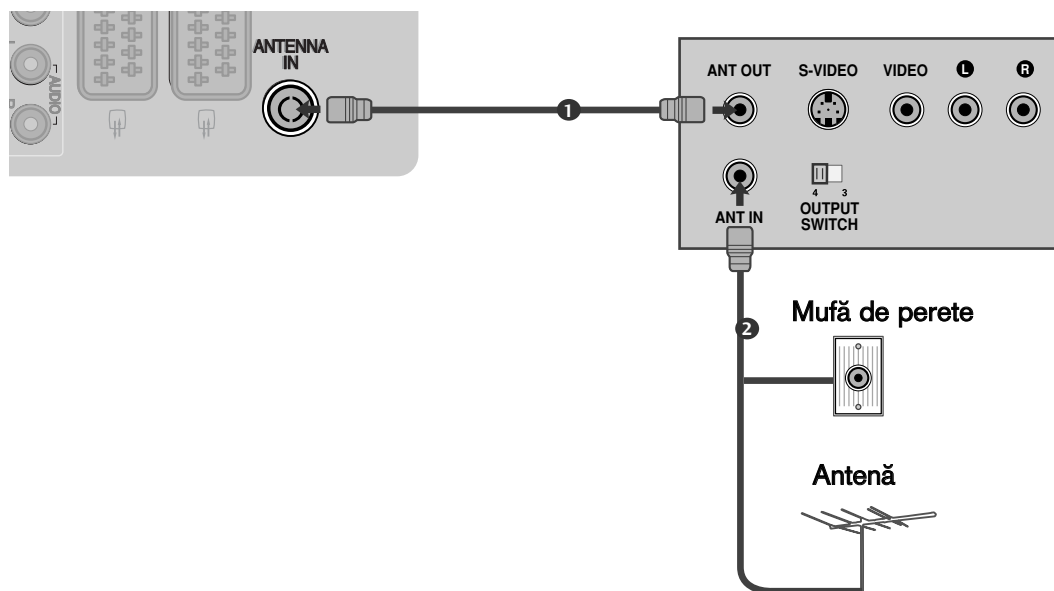 ANTENNA
IN
AUDIO
1
ANT OUT
S-VIDEO
VIDEO
L
R
4
3
ANT IN
OUTPUT
SWITCH
2
Mufă de perete
Antenă